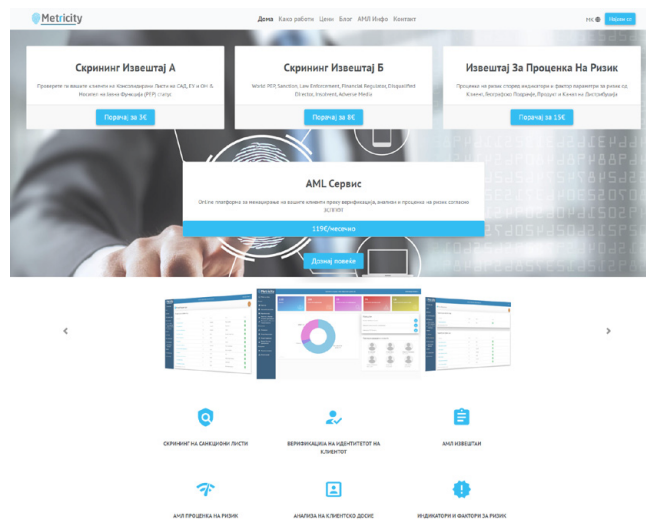 Metricity
Дома Како работи Цени Блог АМЛ Инфо Контакт
МК
Најави се
Скрининг Извештај А
Проверете ги вашите клиенти на Консолидирани Листи на САД, ЕУ и ОН &
Носител на Јавна Функција (PEP) статус
Порачај за 3€
Скрининг Извештај Б
World PEP, Sanction, Law Enforcement, Financial Regulator, Disqualified
Director, Insolvent, Adverse Media
Порачај за 8€
Извештај За Проценка На Ризик
Проценка на ризик според индикатори и фактор параметри за ризик од
Клиент, Географско Подрачје, Продукт и Канал на Дистрибуција
Порачај за 15€
AML Сервис
Online платформа за менаџирање на вашите клиенти преку верификација, анализа и проценка на ризик согласно
119€/месечно
Дознај повеќе
СКРИНИНГ НА САНКЦИОНИ ЛИСТИ
ВЕРИФИКАЦИЈА НА ИДЕНТИТЕТОТ НА
КЛИЕНТОТ
АМЛ ИЗВЕШТАИ
АМЛ ПРОЦЕНКА НА РИЗИК
АНАЛИЗА НА КЛИЕНТСКО ДОСИЕ
ИНДИКАТОРИ И ФАКТОРИ ЗА РИЗИК